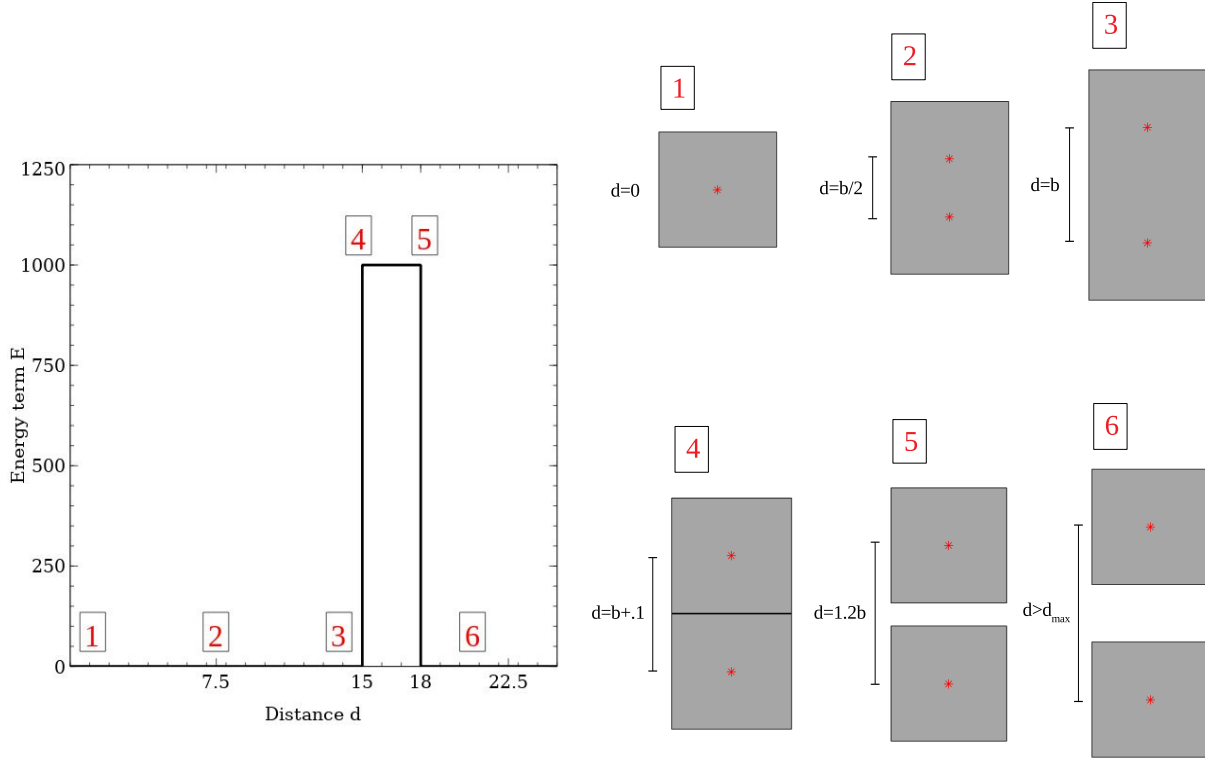 1250
1000
750
500
250
0
Energy term E
4
5
1
2
3
6
7.5
15
18
22.5
Distance d
1
d=0
2
d=b/2
3
d=b
4
d=b+.1
5
d=1.2b
6
d>dmax